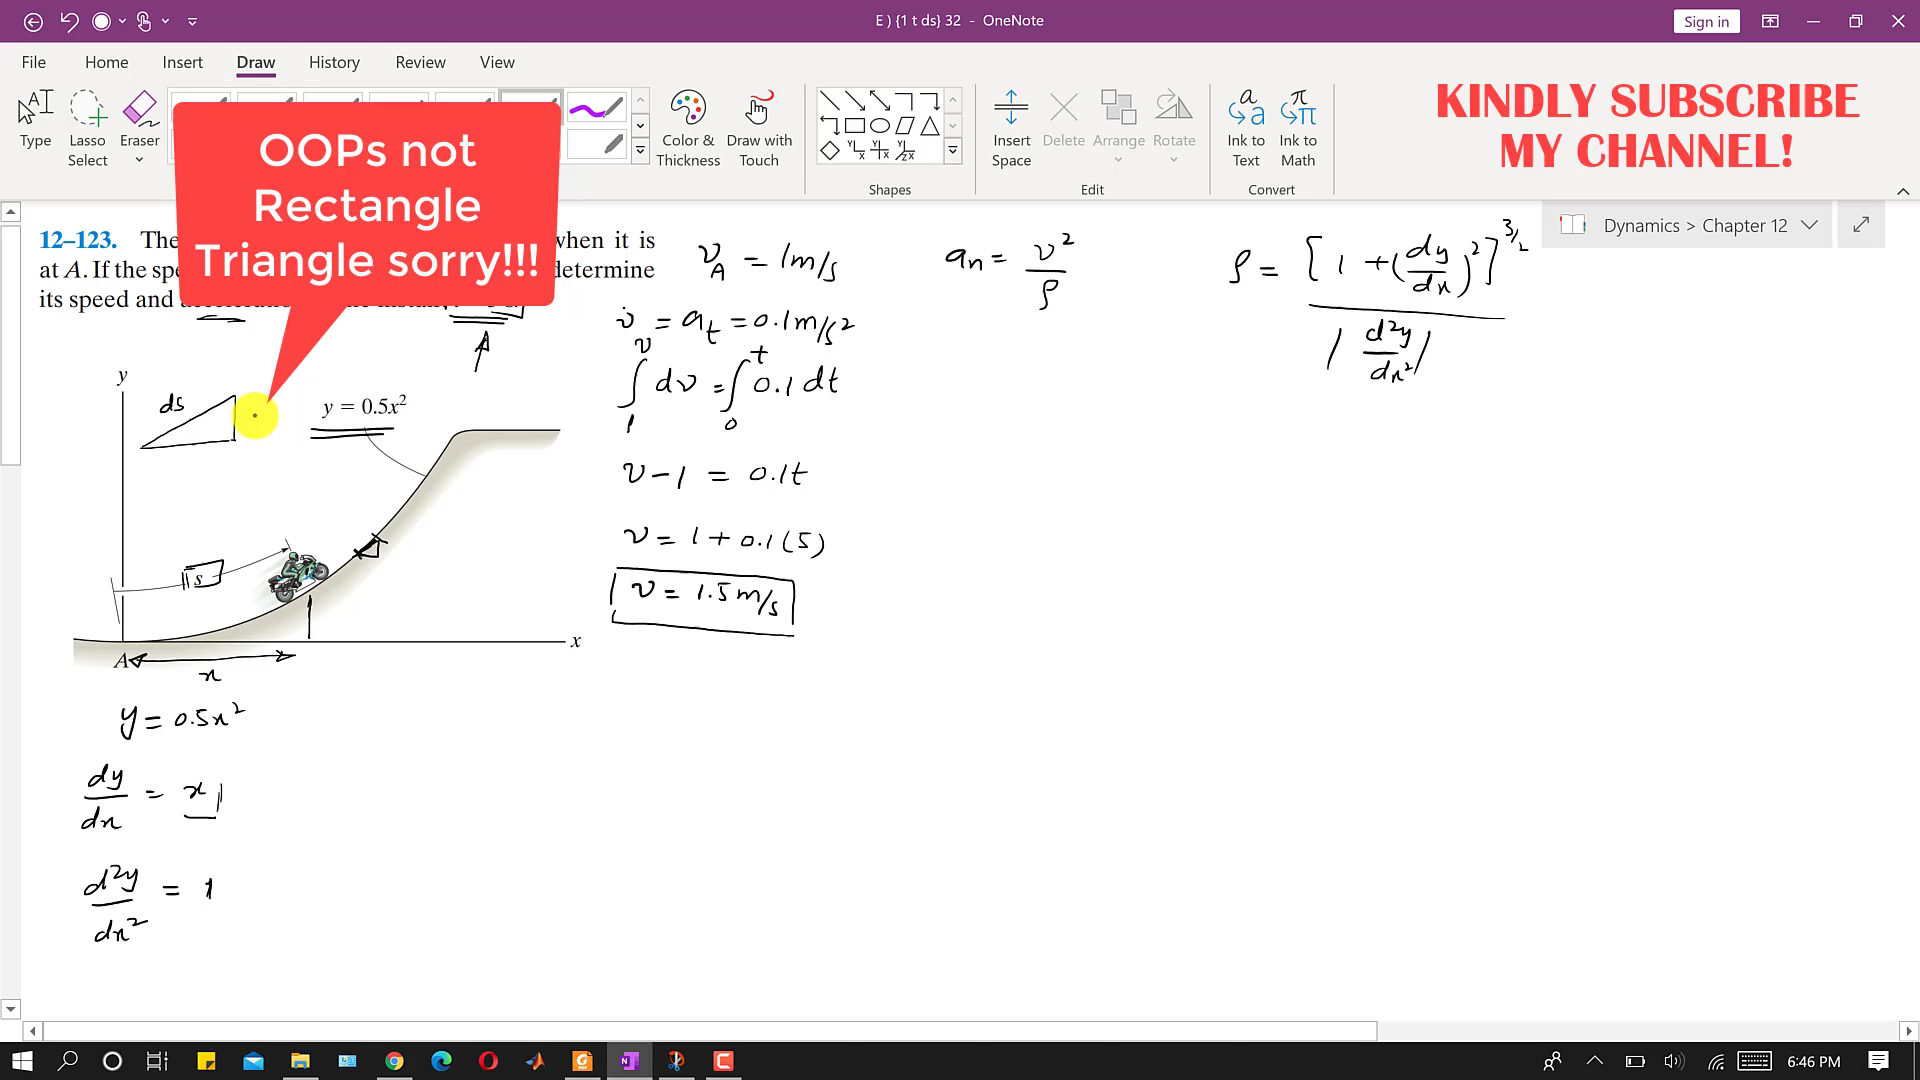 E ) {1 t ds} 32 - OneNote
Sign in
File Home Insert Draw History View
Type
Lasso Select
Eraser
Color & Thickness
Draw with Touch
Shapes
Insert Space
Delete
Arrange
Rotate
Edit
Ink to Text
Ink to Math
Convert
KINDLY SUBSCRIBE
MY CHANNEL!
Dynamics > Chapter 12
OOPs not
Rectangle
Triangle sorry!!!
12–123. The when it is
at A. If the spe determine
its speed and
y
ds
y = 0.5x²
s
A
x
x
y = 0.5x²
dy/dx = x
d²y/dx² = 1
v_A = 1m/s
v̇ = a_t = 0.1m/s²
∫₁^v dv = ∫₀^t 0.1 dt
v - 1 = 0.1t
v = 1 + 0.1(5)
v = 1.5m/s
a_n = v²/ρ
ρ = [1 + (dy/dx)²]^3/2 / |d²y/dx²|
6:46 PM